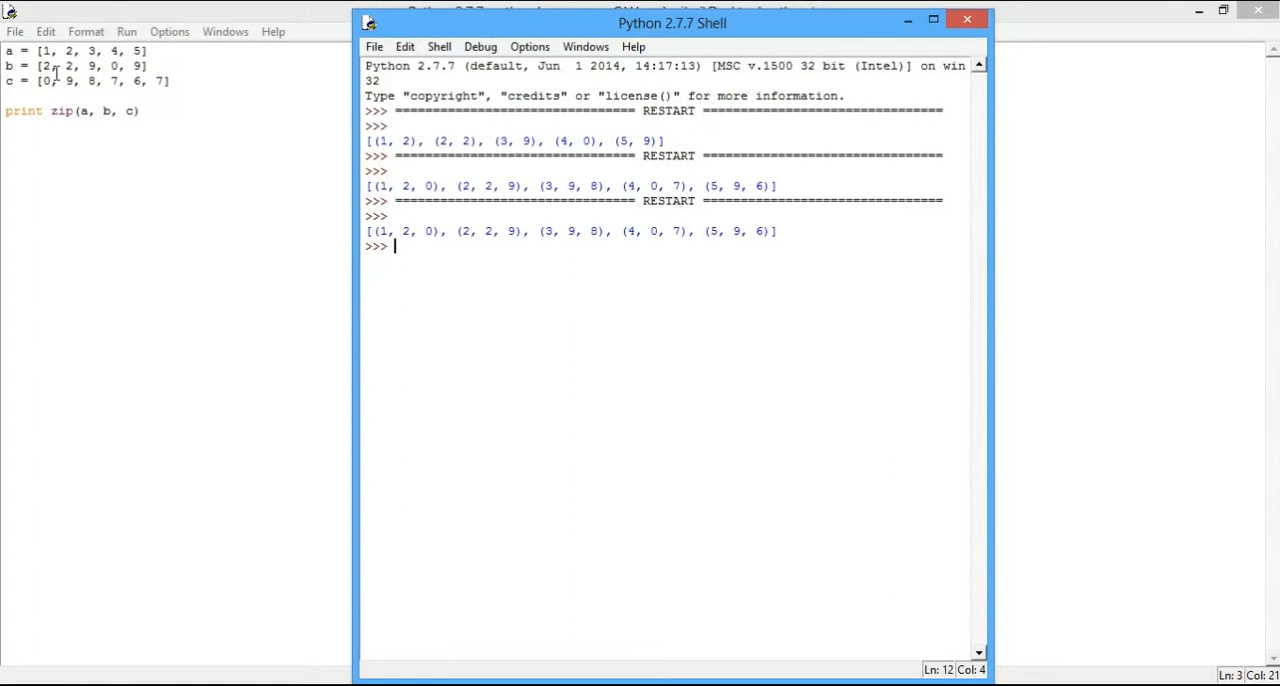 Python 2.7.7 Shell
File Edit Format Run Options Windows Help
a = [1, 2, 3, 4, 5]
b = [2, 2, 9, 0, 9]
c = [0, 9, 8, 7, 6, 7]
print zip(a, b, c)
File Edit Shell Debug Options Windows Help
Python 2.7.7 (default, Jun 1 2014, 14:17:13) [MSC v.1500 32 bit (Intel)] on win
32
Type "copyright", "credits" or "license()" for more information.
>>> ================================ RESTART ================================
>>>
[(1, 2), (2, 2), (3, 9), (4, 0), (5, 9)]
>>> ================================ RESTART ================================
>>>
[(1, 2, 0), (2, 2, 9), (3, 9, 8), (4, 0, 7), (5, 9, 6)]
>>> ================================ RESTART ================================
>>>
[(1, 2, 0), (2, 2, 9), (3, 9, 8), (4, 0, 7), (5, 9, 6)]
>>>
Ln: 12 Col: 4
Ln: 3 Col: 21